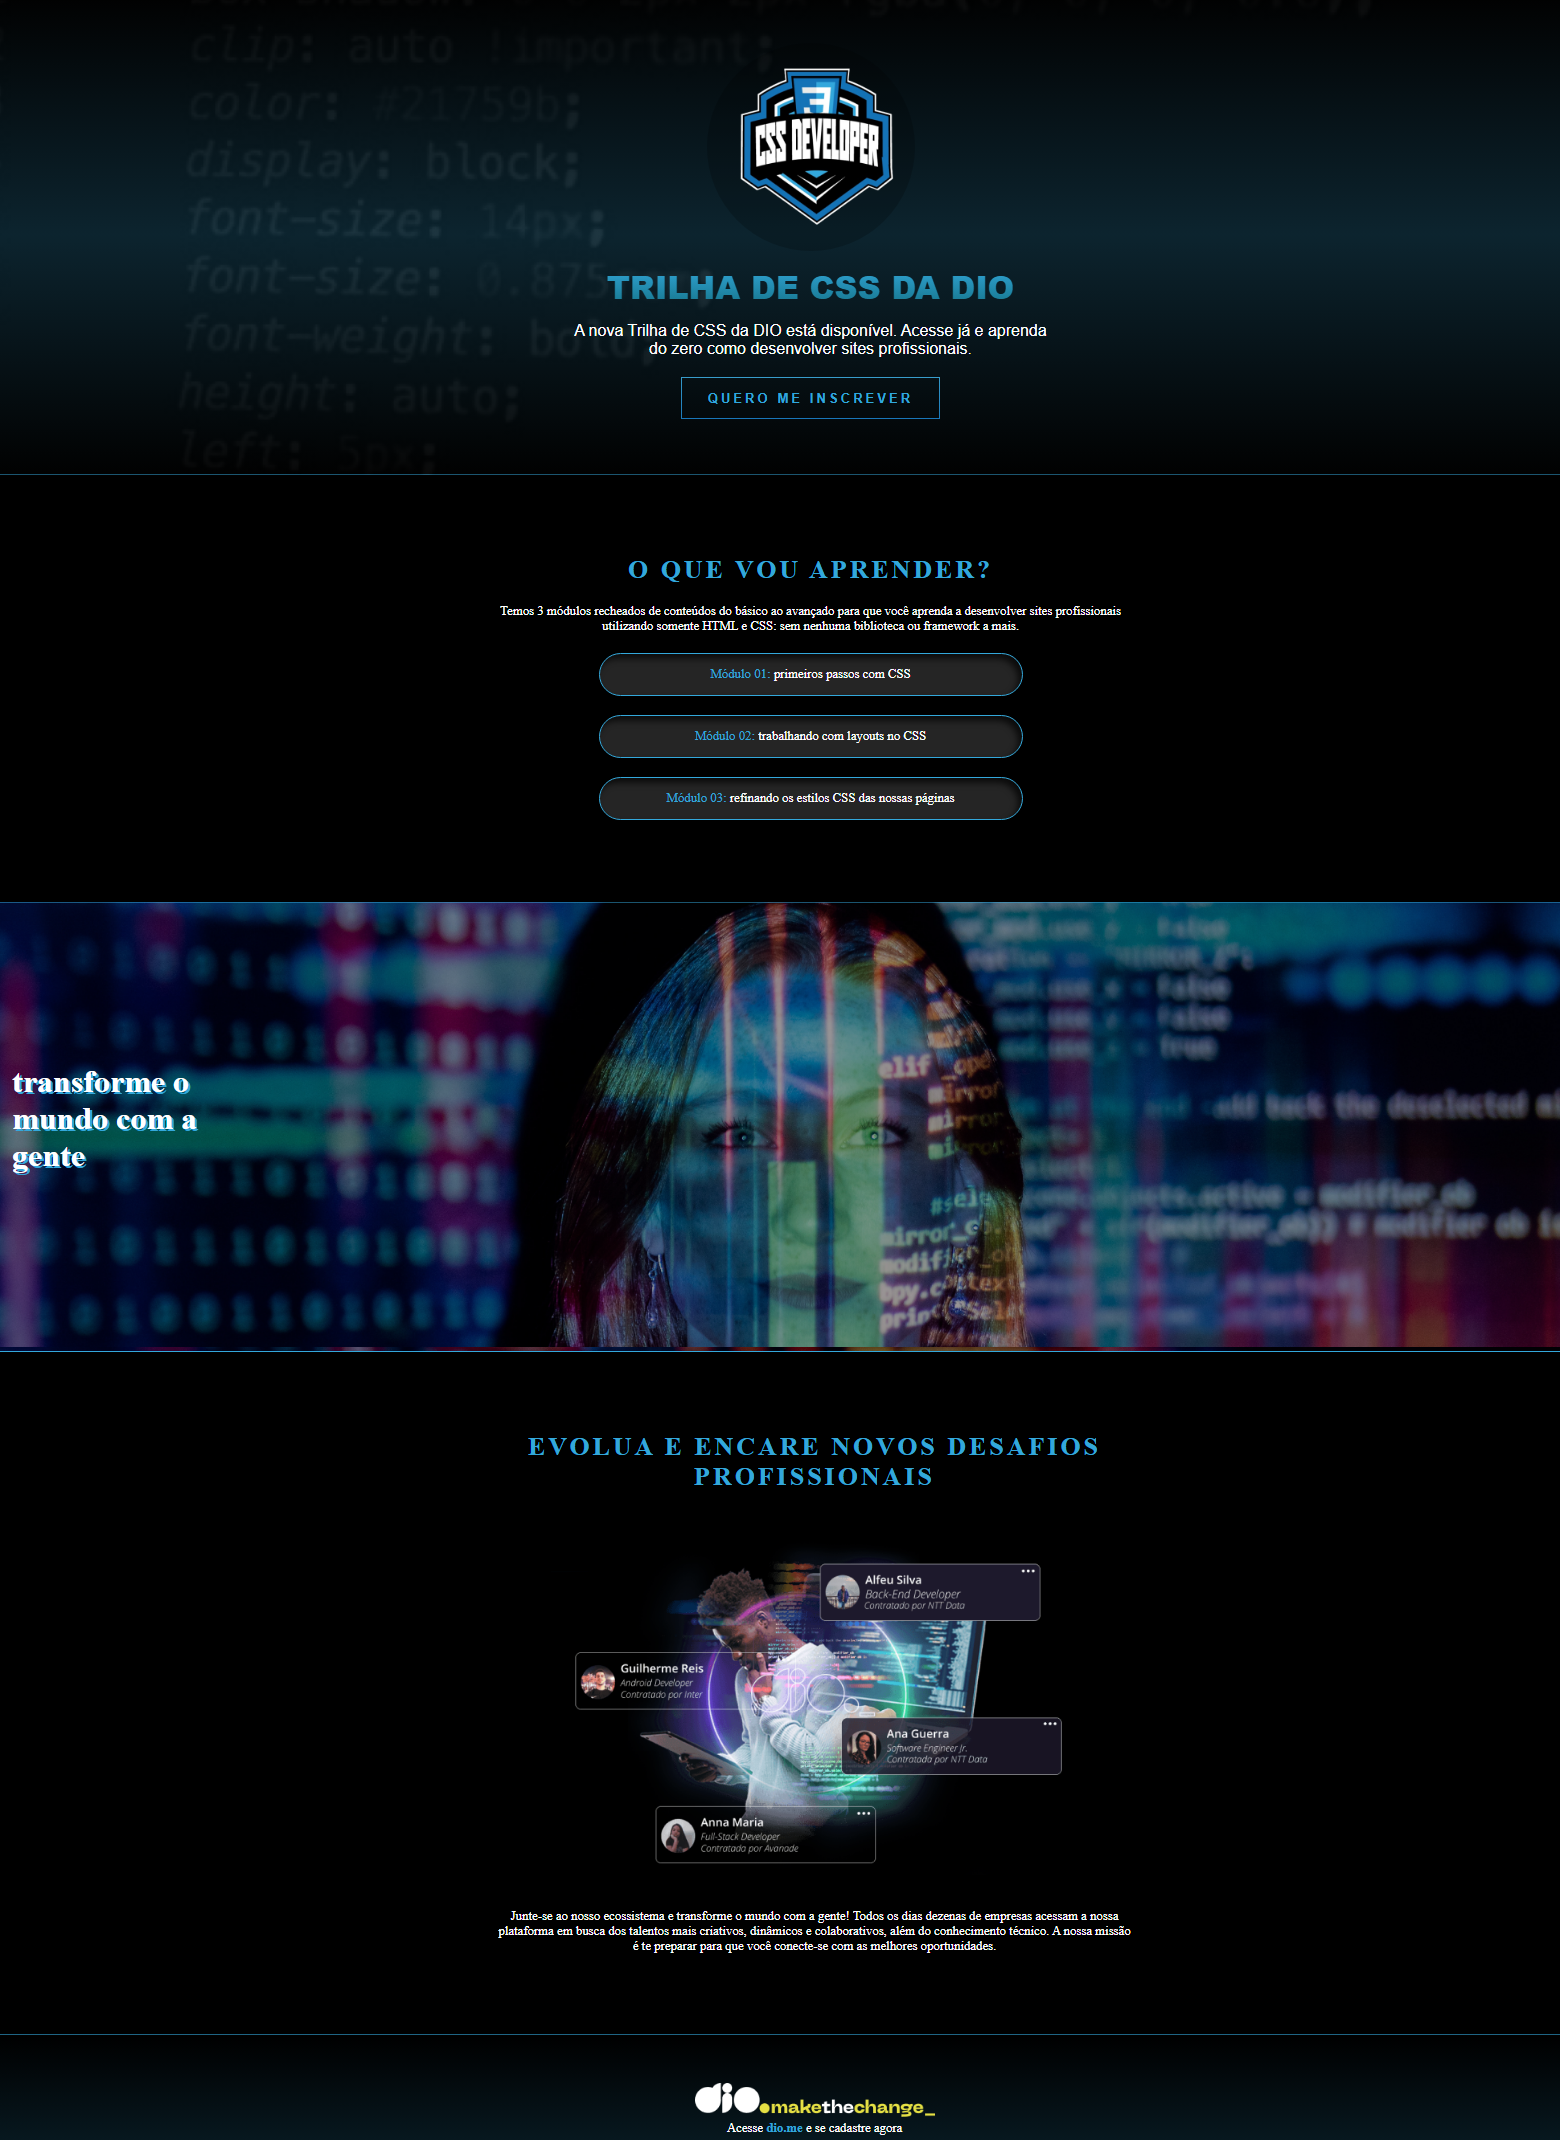 clip: auto !important;
color: #21759b;
display: block;
font-size: 14px;
font-size: 0.875
font-weight: bold;
height: auto;
left: 5px;
3
CSS DEVELOPER
TRILHA DE CSS DA DIO
A nova Trilha de CSS da DIO está disponível. Acesse já e aprenda
do zero como desenvolver sites profissionais.
QUERO ME INSCREVER
O QUE VOU APRENDER?
Temos 3 módulos recheados de conteúdos do básico ao avançado para que você aprenda a desenvolver sites profissionais
utilizando somente HTML e CSS: sem nenhuma biblioteca ou framework a mais.
Módulo 01: primeiros passos com CSS
Módulo 02: trabalhando com layouts no CSS
Módulo 03: refinando os estilos CSS das nossas páginas
transforme o
mundo com a
gente
EVOLUA E ENCARE NOVOS DESAFIOS
PROFISSIONAIS
Alfeu Silva
Back-End Developer
Contratado por NTT Data
Guilherme Reis
Android Developer
Contratado por Inter
Ana Guerra
Software Engineer Jr.
Contratada por NTT Data
Anna Maria
Full-Stack Developer
Contratada por Avanade
Junte-se ao nosso ecossistema e transforme o mundo com a gente! Todos os dias dezenas de empresas acessam a nossa
plataforma em busca dos talentos mais criativos, dinâmicos e colaborativos, além do conhecimento técnico. A nossa missão
é te preparar para que você conecte-se com as melhores oportunidades.
dio.makethechange_
Acesse dio.me e se cadastre agora